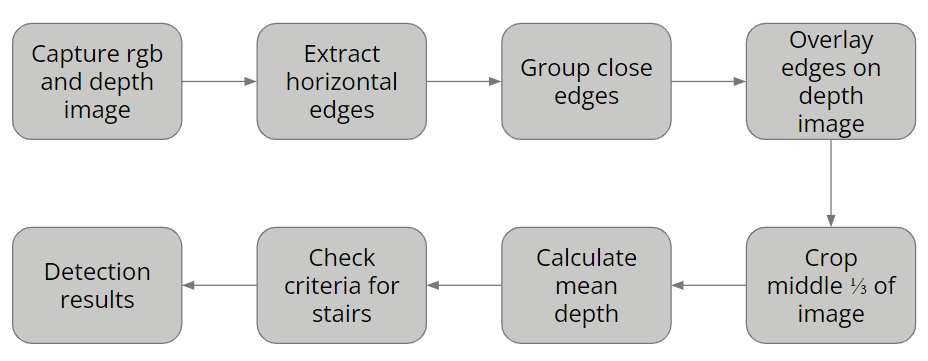 Capture rgb
and depth
image
Extract
horizontal
edges
Group close
edges
Overlay
edges on
depth
image
Crop
middle ⅓ of
image
Calculate
mean
depth
Check
criteria for
stairs
Detection
results